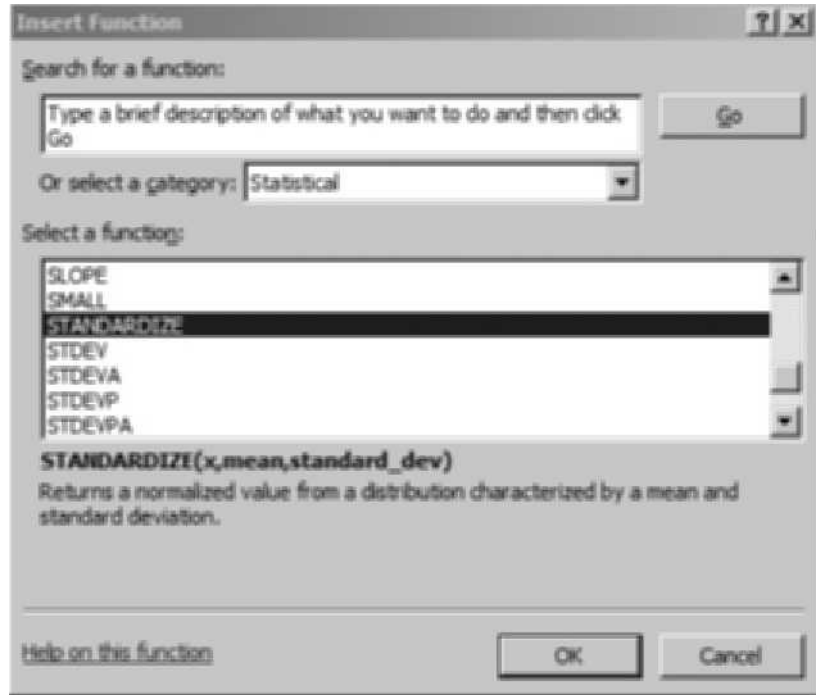 Insert Function
Search for a function:
Type a brief description of what you want to do and then click
Go
Go
Or select a category: Statistical
Select a function:
SLOPE
SMALL
STANDARDIZE
STDEV
STDEVA
STDEVP
STDEVPA
STANDARDIZE(x,mean,standard_dev)
Returns a normalized value from a distribution characterized by a mean and
standard deviation.
Help on this function
OK
Cancel